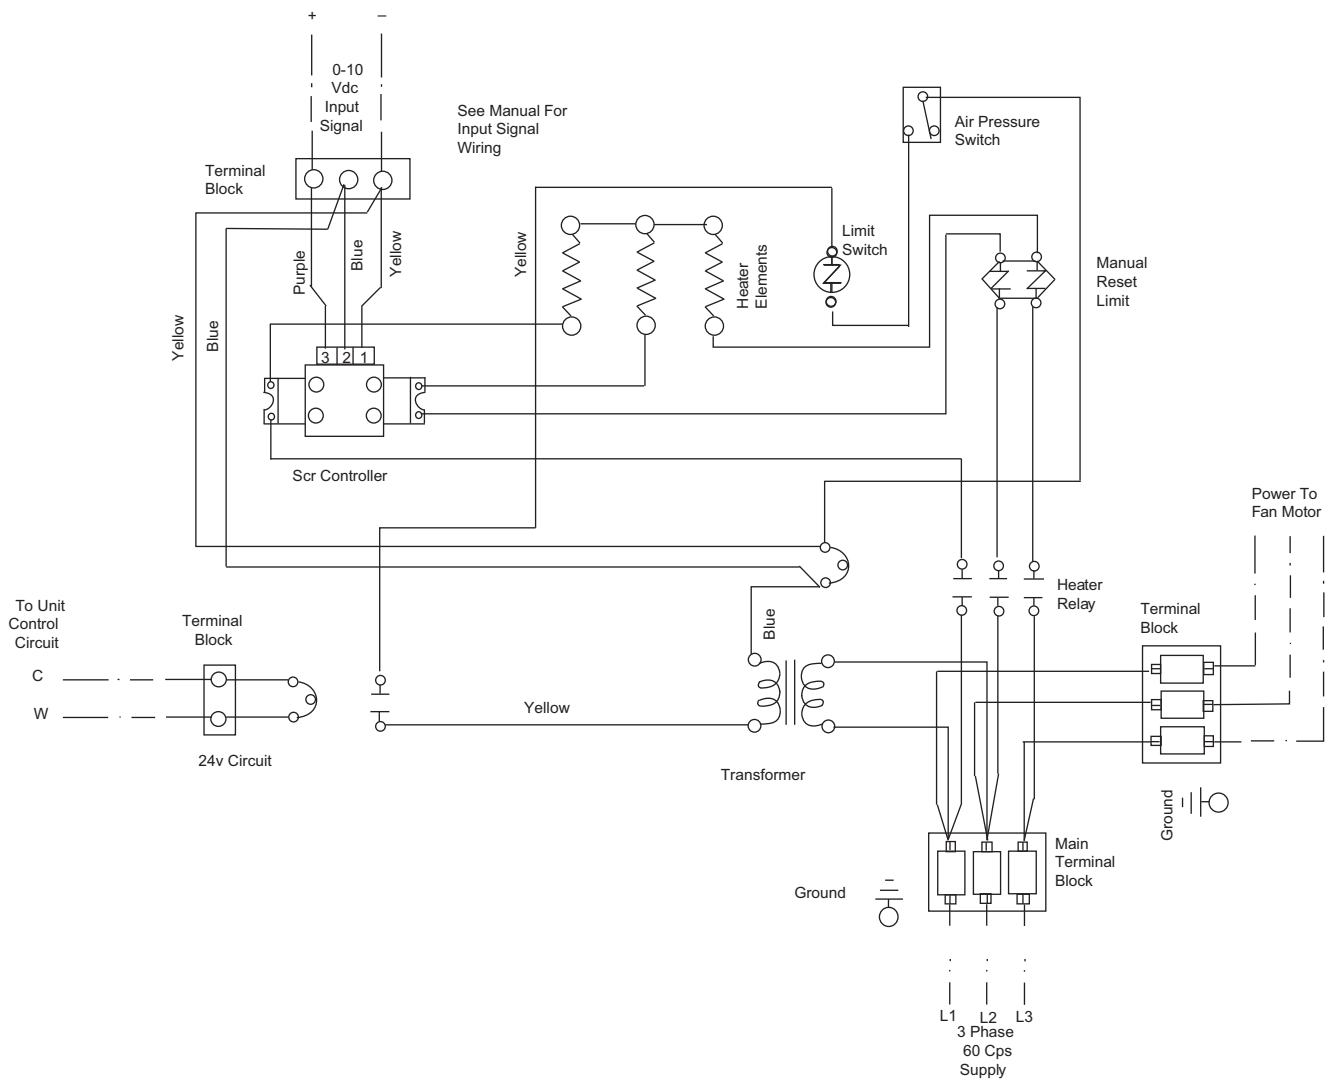 + –
0-10
Vdc
Input
Signal
See Manual For
Input Signal
Wiring
Air Pressure
Switch
Terminal
Block
Purple
Blue
Yellow
Yellow
Heater
Elements
Limit
Switch
Manual
Reset
Limit
Yellow
Blue
3 2 1
Scr Controller
Power To
Fan Motor
Heater
Relay
Terminal
Block
To Unit
Control
Circuit
Terminal
Block
Blue
C
W
Yellow
24v Circuit
Transformer
Ground
Main
Terminal
Block
Ground
L1 L2 L3
3 Phase
60 Cps
Supply